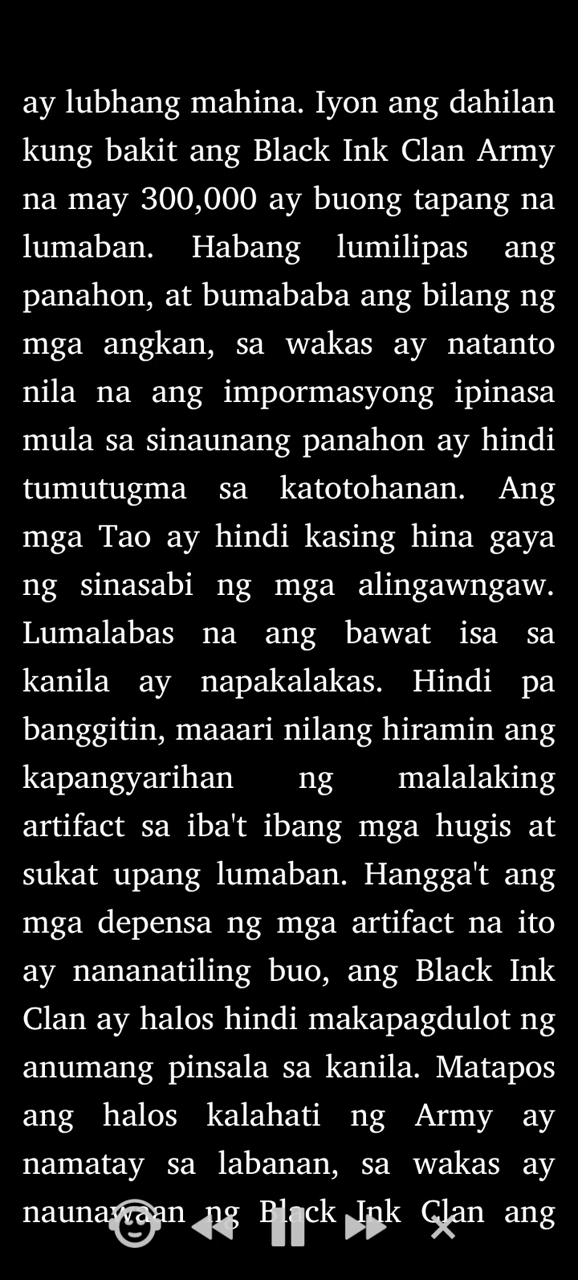 ay lubhang mahina. Iyon ang dahilan
kung bakit ang Black Ink Clan Army
na may 300,000 ay buong tapang na
lumaban. Habang lumilipas ang
panahon, at bumababa ang bilang ng
mga angkan, sa wakas ay natanto
nila na ang impormasyong ipinasa
mula sa sinaunang panahon ay hindi
tumutugma sa katotohanan. Ang
mga Tao ay hindi kasing hina gaya
ng sinasabi ng mga alingawngaw.
Lumalabas na ang bawat isa sa
kanila ay napakalakas. Hindi pa
banggitin, maaari nilang hiramin ang
kapangyarihan ng malalaking
artifact sa iba't ibang mga hugis at
sukat upang lumaban. Hangga't ang
mga depensa ng mga artifact na ito
ay nananatiling buo, ang Black Ink
Clan ay halos hindi makapagdulot ng
anumang pinsala sa kanila. Matapos
ang halos kalahati ng Army ay
namatay sa labanan, sa wakas ay
naunawaan ng Black Ink Clan ang